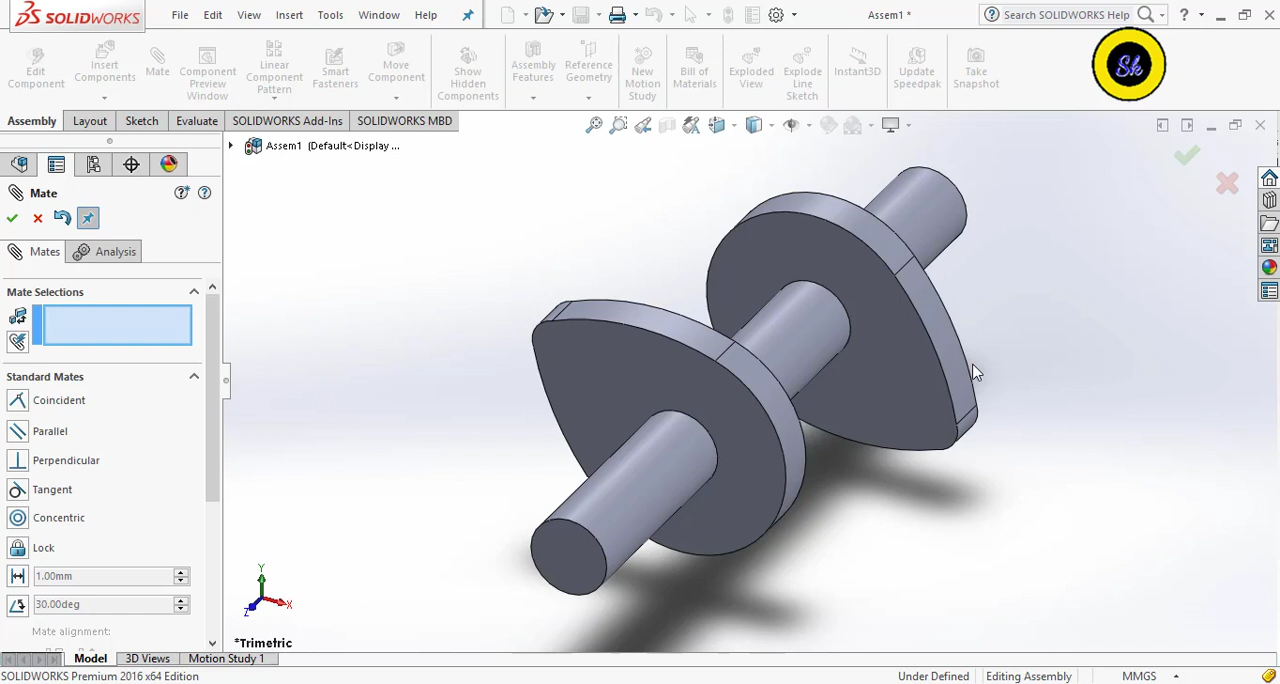 SOLIDWORKS
File Edit View Insert Tools Window Help
Assem1 *
Search SOLIDWORKS Help
Edit Component
Insert Components
Mate
Component Preview Window
Linear Component Pattern
Smart Fasteners
Move Component
Show Hidden Components
Assembly Features
Reference Geometry
New Motion Study
Bill of Materials
Exploded View
Explode Line Sketch
Instant3D
Update Speedpak
Take Snapshot
Sk
Assembly Layout Sketch Evaluate SOLIDWORKS Add-Ins SOLIDWORKS MBD
Assem1 (Default<Display ...
Mate
Mates Analysis
Mate Selections
Standard Mates
Coincident
Parallel
Perpendicular
Tangent
Concentric
Lock
1.00mm
30.00deg
Mate alignment:
Y
X
Z
*Trimetric
Model 3D Views Motion Study 1
SOLIDWORKS Premium 2016 x64 Edition
Under Defined Editing Assembly MMGS